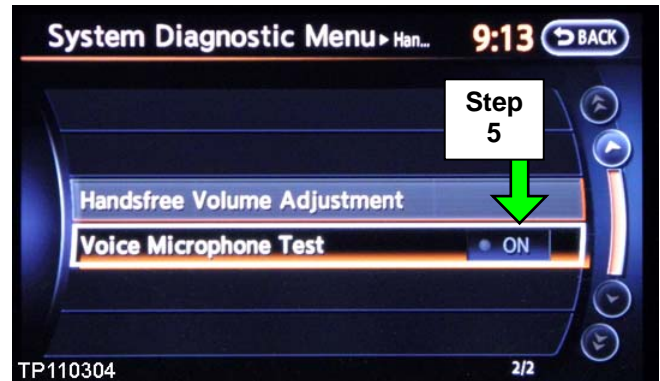 System Diagnostic Menu ▸ Han... 9:13 BACK
Step
5
Handsfree Volume Adjustment
Voice Microphone Test ON
TP110304 2/2